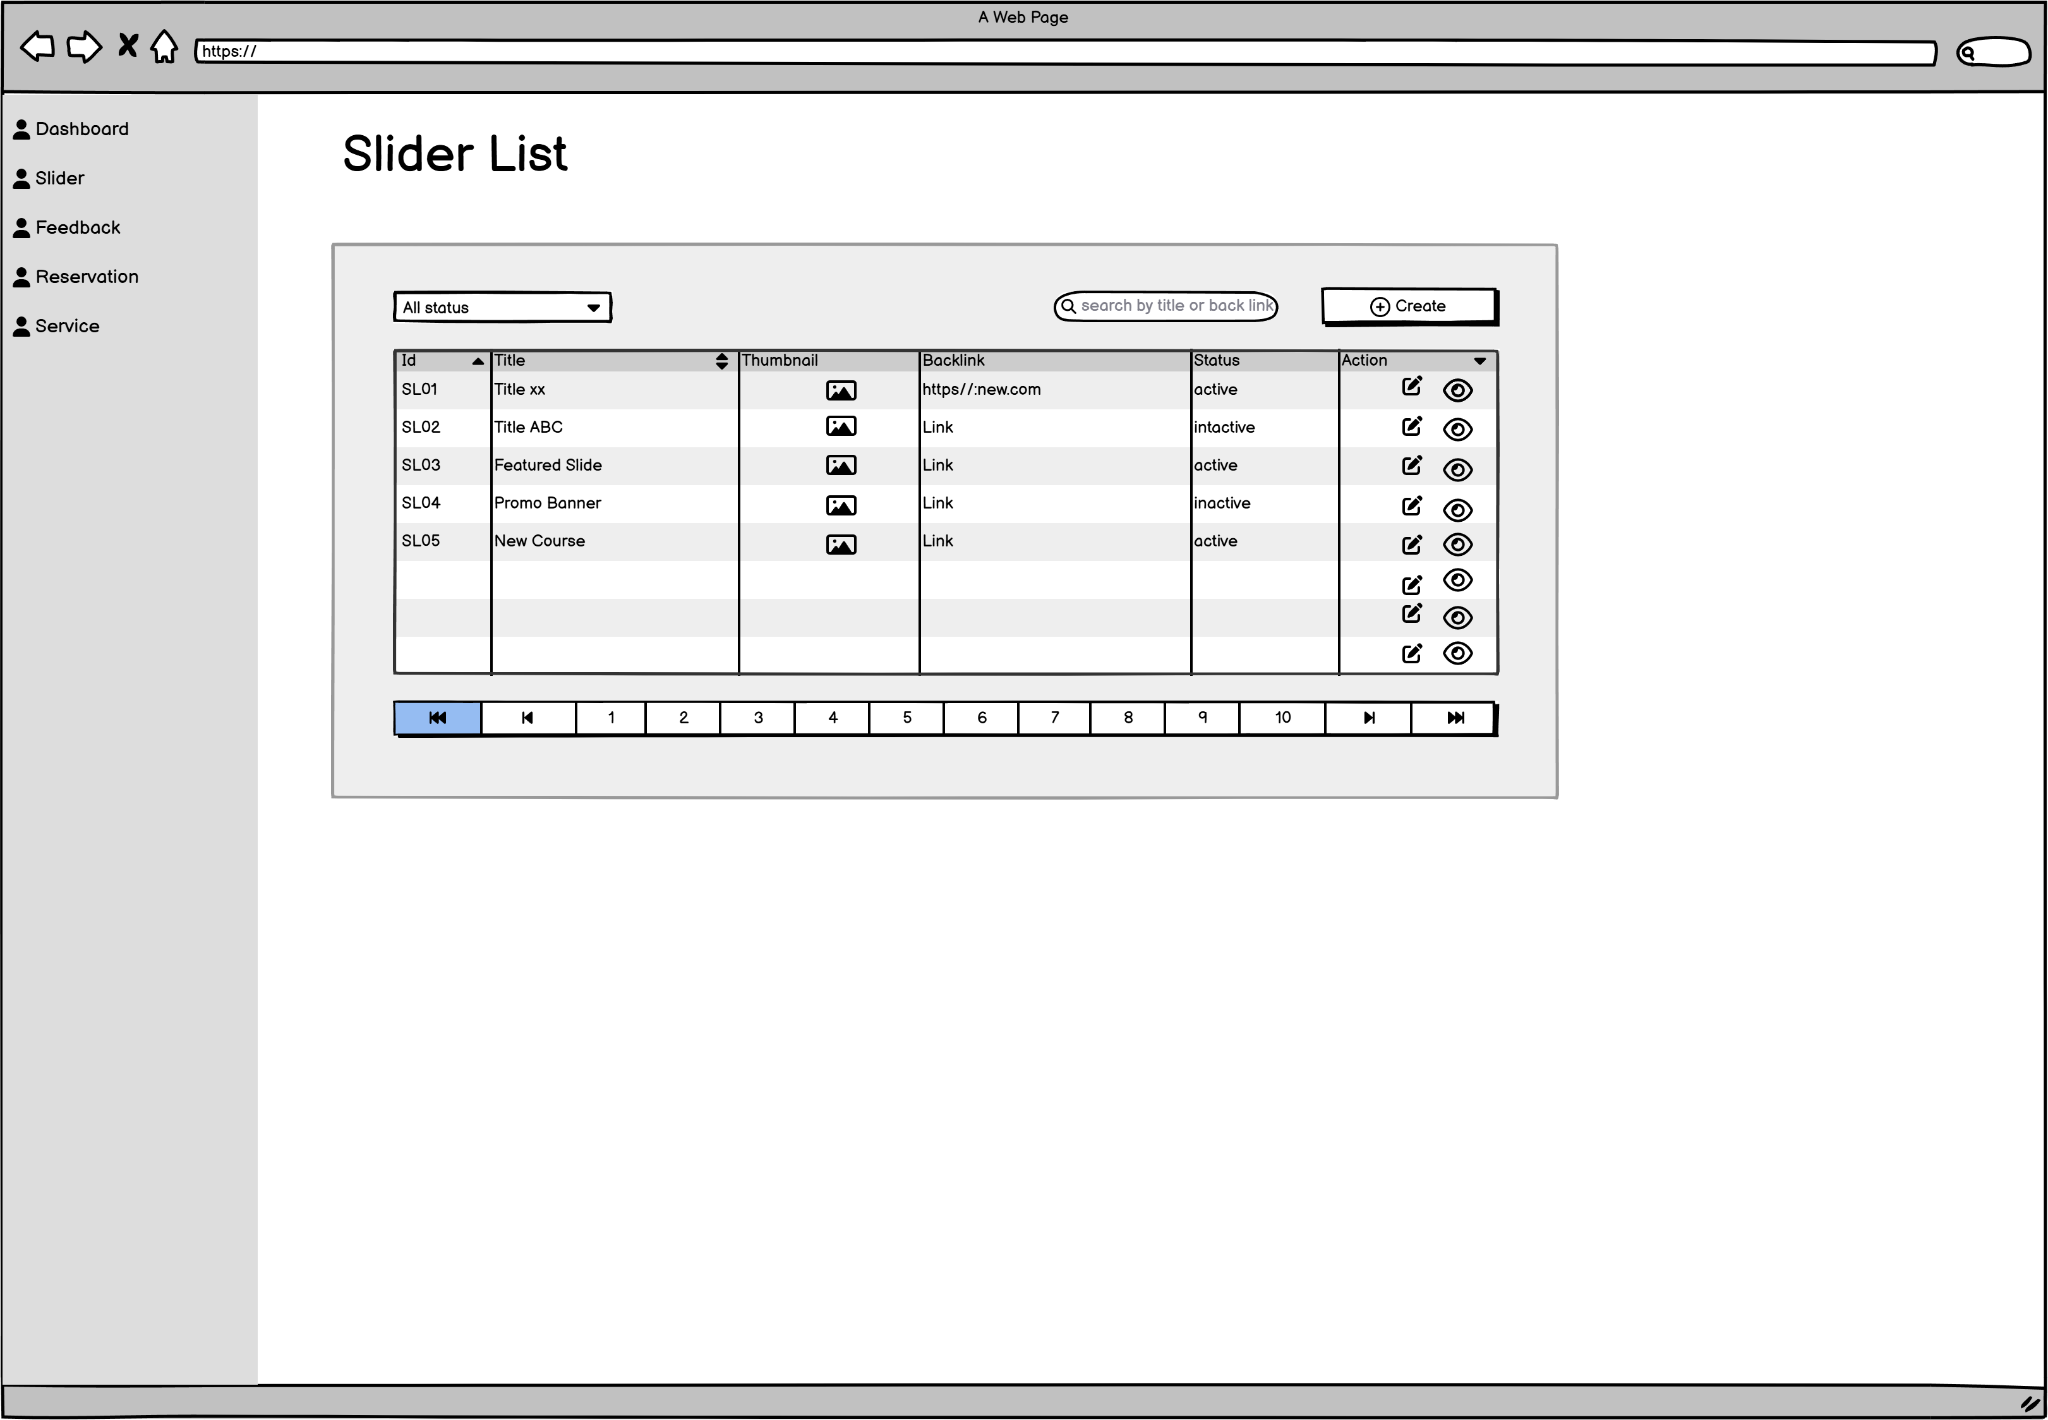 A Web Page
https://
Dashboard
Slider
Feedback
Reservation
Service
Slider List
All status
search by title or back link
Create
Id Title Thumbnail Backlink Status Action
SL01 Title xx https//:new.com active
SL02 Title ABC Link intactive
SL03 Featured Slide Link active
SL04 Promo Banner Link inactive
SL05 New Course Link active
1 2 3 4 5 6 7 8 9 10